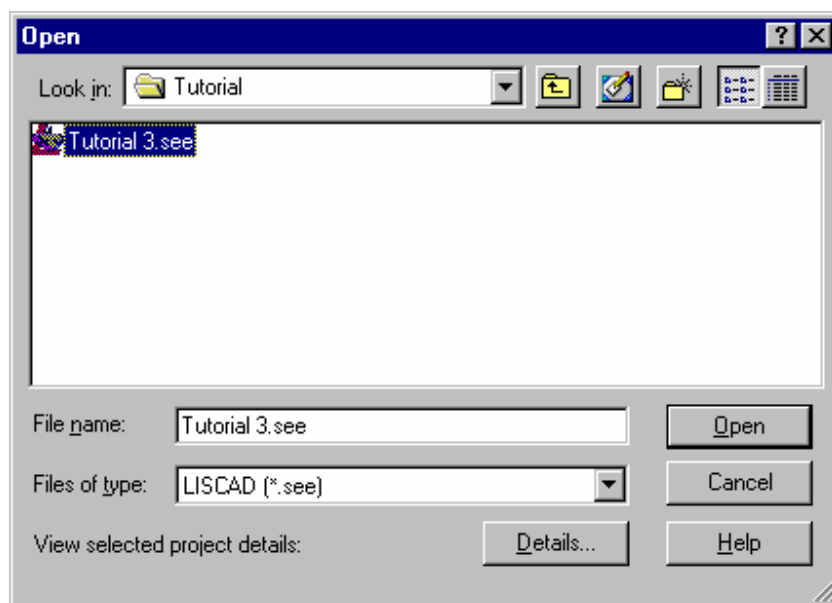 Open
Look in: Tutorial
Tutorial 3.see
File name: Tutorial 3.see Open
Files of type: LISCAD (*.see) Cancel
View selected project details: Details... Help